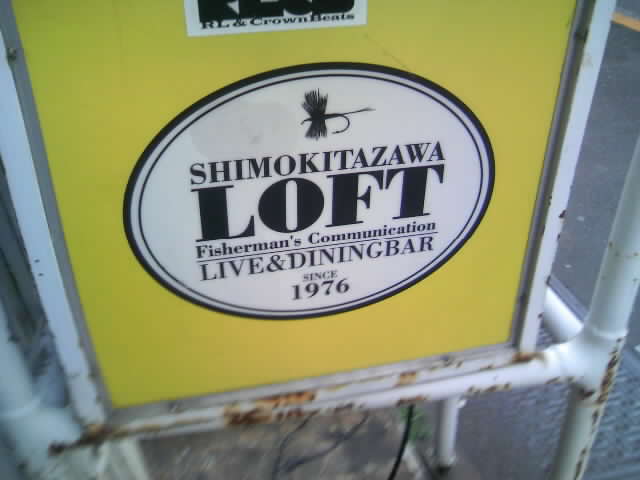 RL & CrownBeats
SHIMOKITAZAWA
LOFT
Fisherman's Communication
LIVE&DININGBAR
SINCE
1976